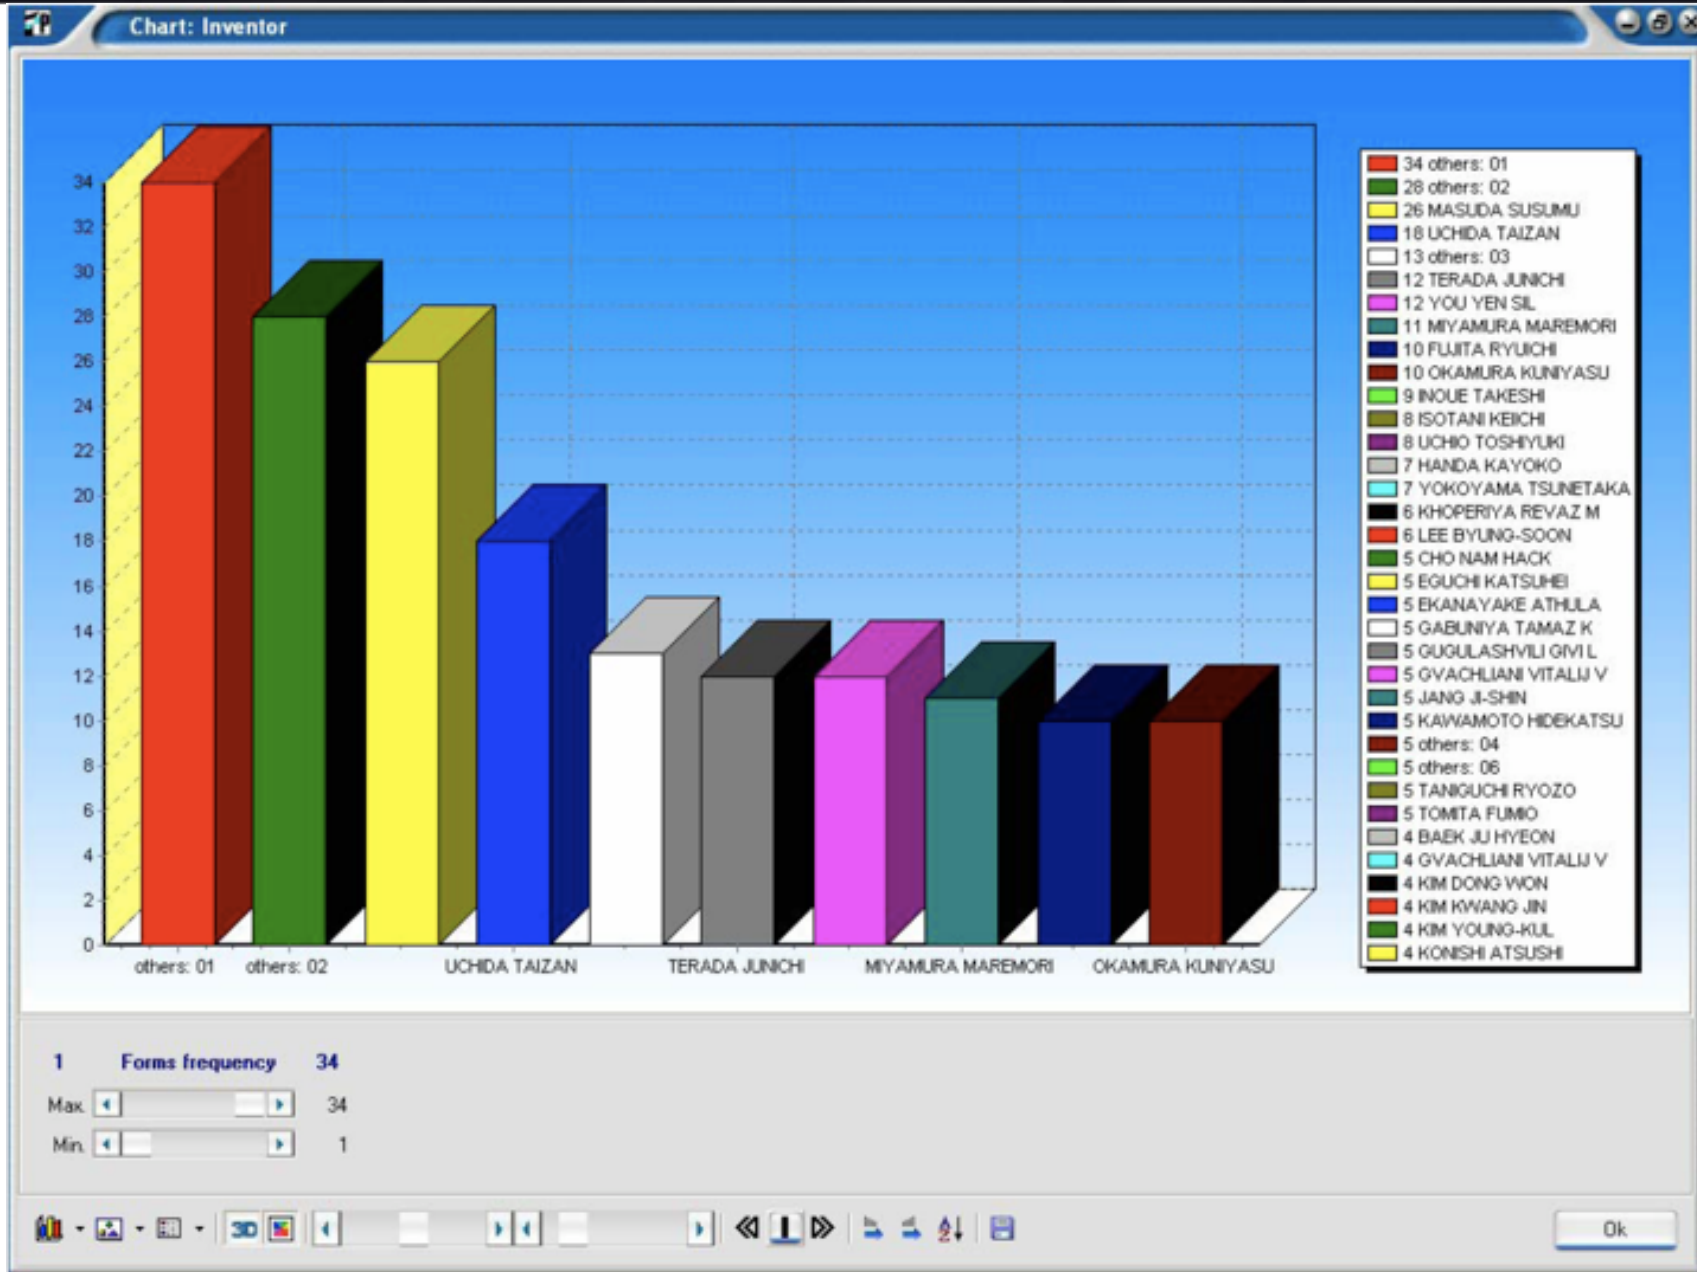 Chart: Inventor
34
32
30
28
26
24
22
20
18
16
14
12
10
8
6
4
2
0
others: 01 others: 02 UCHIDA TAIZAN TERADA JUNICHI MIYAMURA MAREMORI OKAMURA KUNIYASU
34 others: 01
28 others: 02
26 MASUDA SUSUMU
18 UCHIDA TAIZAN
13 others: 03
12 TERADA JUNICHI
12 YOU YEN SIL
11 MIYAMURA MAREMORI
10 FUJITA RYUICHI
10 OKAMURA KUNIYASU
9 INOUE TAKESHI
8 ISOTANI KEIICHI
8 UCHIO TOSHIYUKI
7 HANDA KAYOKO
7 YOKOYAMA TSUNETAKA
6 KHOPERIYA REVAZ M
6 LEE BYUNG-SOON
5 CHO NAM HACK
5 EGUCHI KATSUHEI
5 EKANAYAKE ATHULA
5 GABUNIYA TAMAZ K
5 GUGULASHVILI GIVI L
5 GVACHLIANI VITALIJ V
5 JANG JI-SHIN
5 KAWAMOTO HIDEKATSU
5 others: 04
5 others: 06
5 TANIGUCHI RYOZO
5 TOMITA FUMIO
4 BAEK JU HYEON
4 GVACHLIANI VITALIJ V
4 KIM DONG WON
4 KIM KWANG JIN
4 KIM YOUNG-KUL
4 KONISHI ATSUSHI
1 Forms frequency 34
Max. 34
Min. 1
3D
Ok